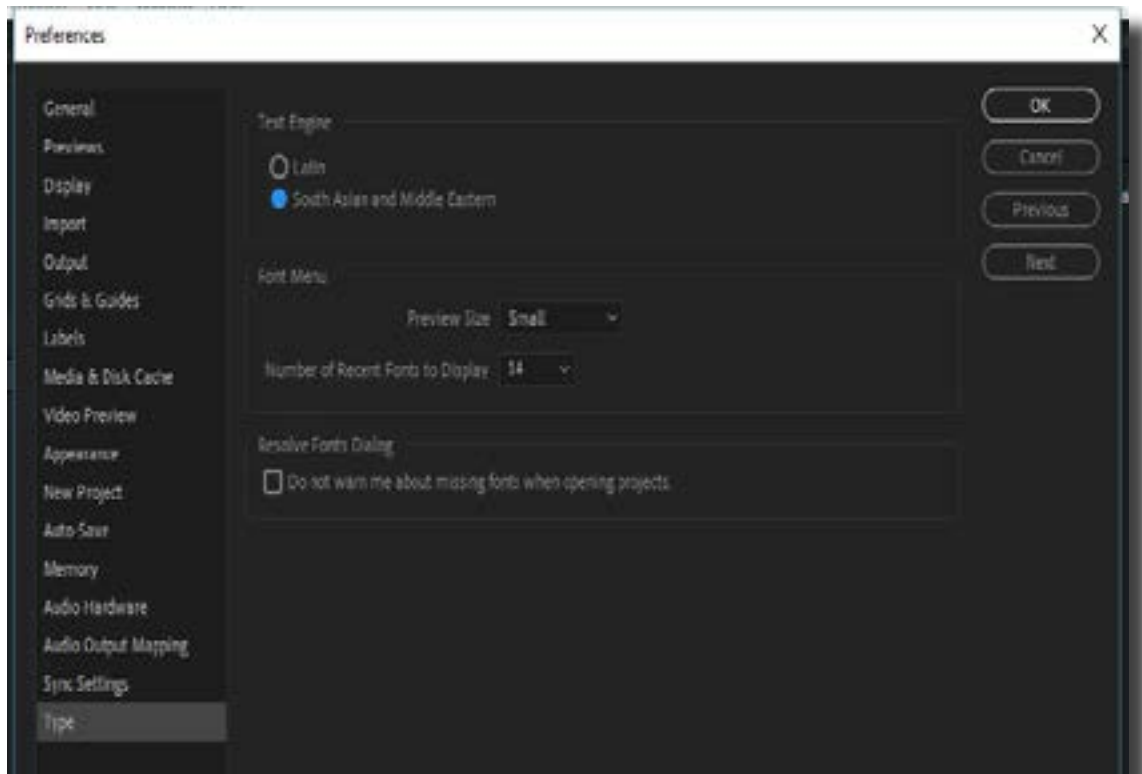 Preferences
X
General
Previews
Display
Import
Output
Grids & Guides
Labels
Media & Disk Cache
Video Preview
Appearance
New Project
Auto-Save
Memory
Audio Hardware
Audio Output Mapping
Sync Settings
Type
Text Engine
Latin
South Asian and Middle Eastern
Font Menu
Preview Size Small
Number of Recent Fonts to Display 14
Resolve Fonts Dialog
Do not warn me about missing fonts when opening projects.
OK
Cancel
Previous
Next